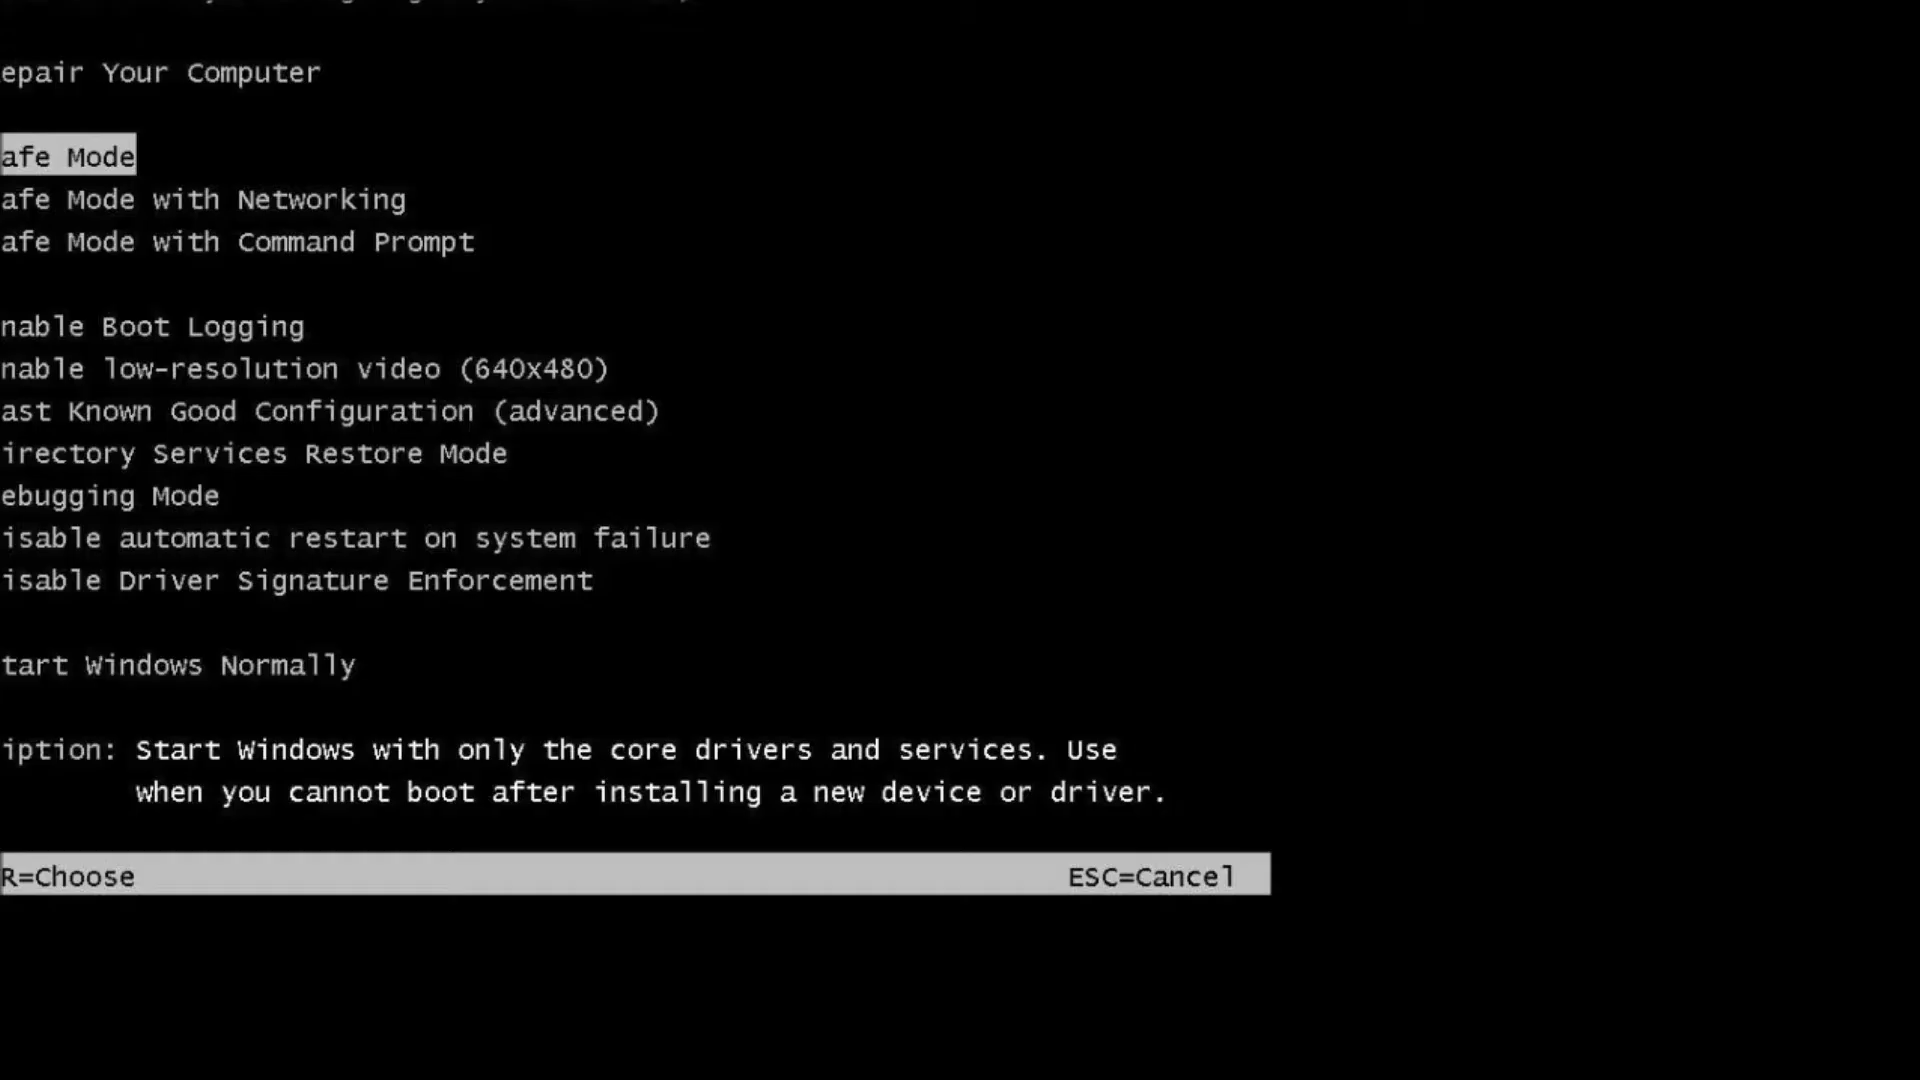 epair Your Computer
afe Mode
afe Mode with Networking
afe Mode with Command Prompt
nable Boot Logging
nable low-resolution video (640x480)
ast Known Good Configuration (advanced)
irectory Services Restore Mode
ebugging Mode
isable automatic restart on system failure
isable Driver Signature Enforcement
tart Windows Normally
iption: Start Windows with only the core drivers and services. Use
when you cannot boot after installing a new device or driver.
R=Choose ESC=Cancel